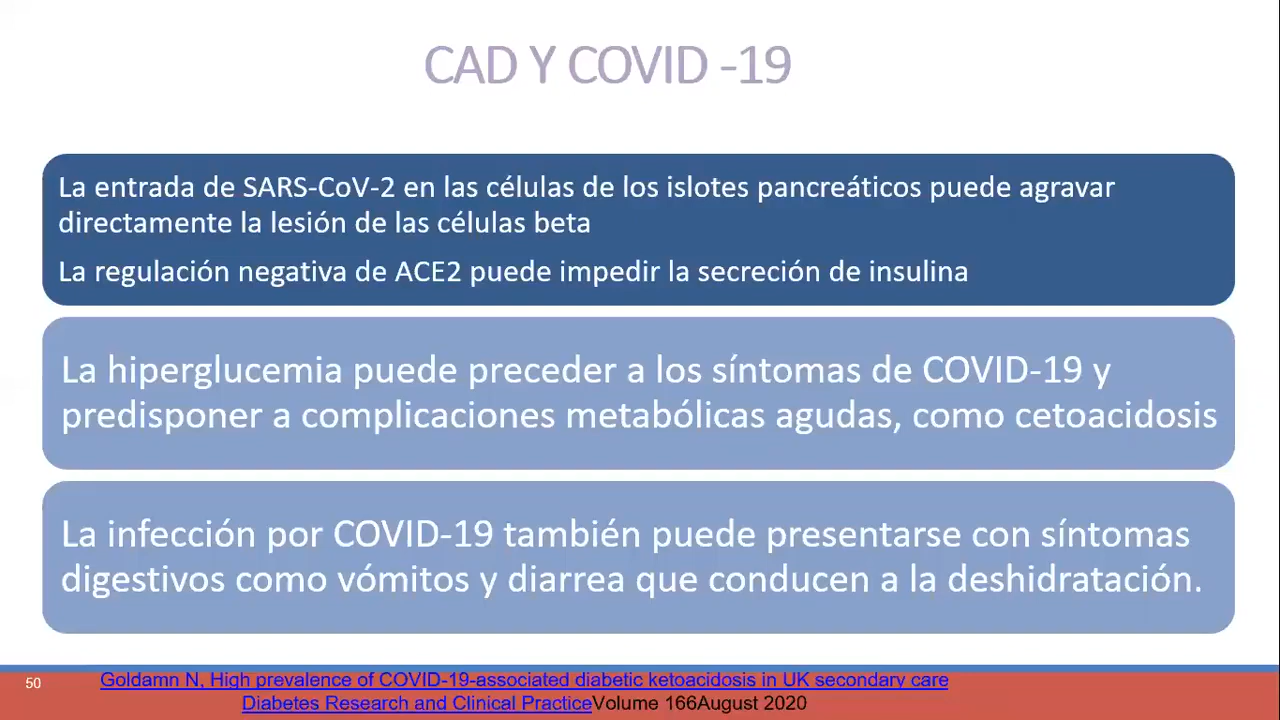 CAD Y COVID -19
La entrada de SARS-CoV-2 en las células de los islotes pancreáticos puede agravar
directamente la lesión de las células beta
La regulación negativa de ACE2 puede impedir la secreción de insulina
La hiperglucemia puede preceder a los síntomas de COVID-19 y
predisponer a complicaciones metabólicas agudas, como cetoacidosis
La infección por COVID-19 también puede presentarse con síntomas
digestivos como vómitos y diarrea que conducen a la deshidratación.
50
Goldamn N, High prevalence of COVID-19-associated diabetic ketoacidosis in UK secondary care
Diabetes Research and Clinical PracticeVolume 166August 2020